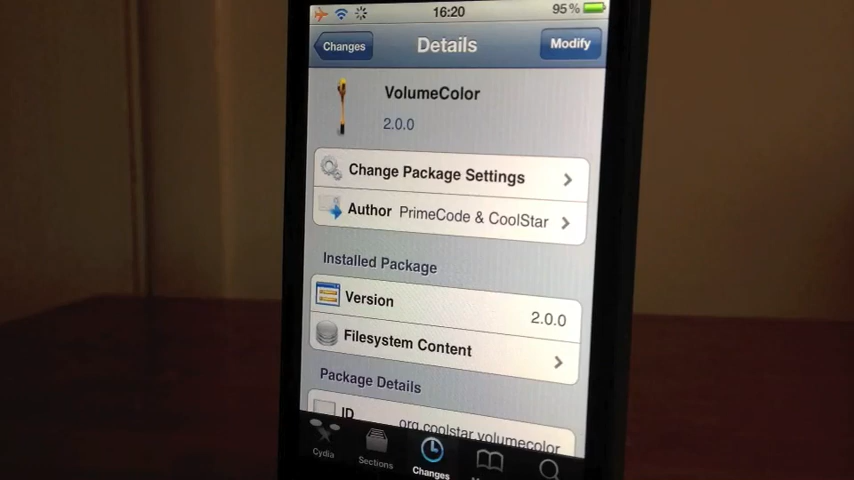 16:20
95%
Changes
Details
Modify
VolumeColor
2.0.0
Change Package Settings
Author PrimeCode & CoolStar
Installed Package
Version 2.0.0
Filesystem Content
Package Details
ID org.coolstar.volumecolor
Cydia
Sections
Changes